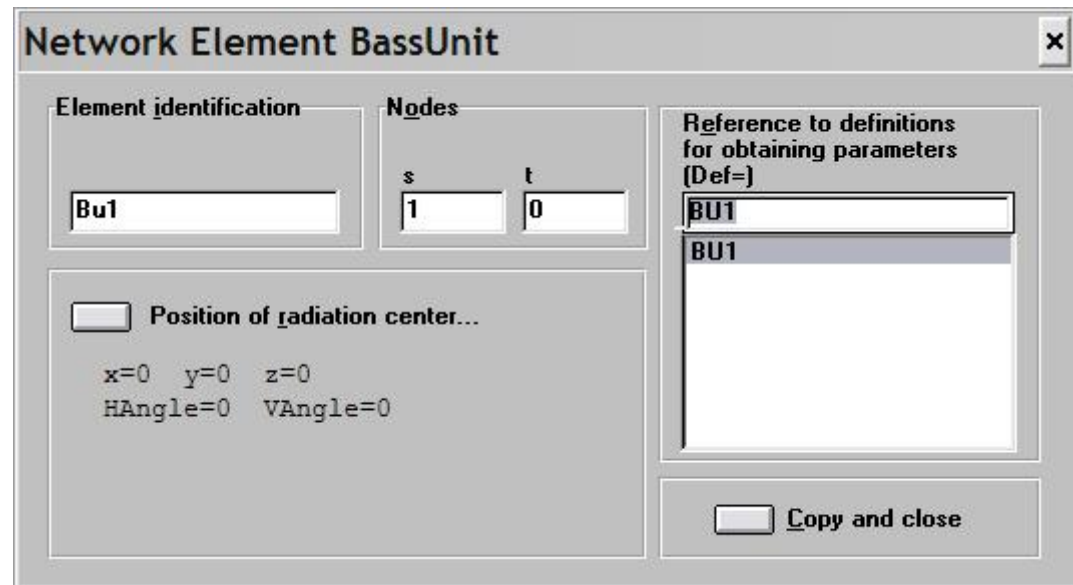 Network Element BassUnit
×
Element identification
Bu1
Nodes
s t
1 0
Reference to definitions
for obtaining parameters
(Def=)
BU1
BU1
Position of radiation center...
x=0 y=0 z=0
HAngle=0 VAngle=0
Copy and close